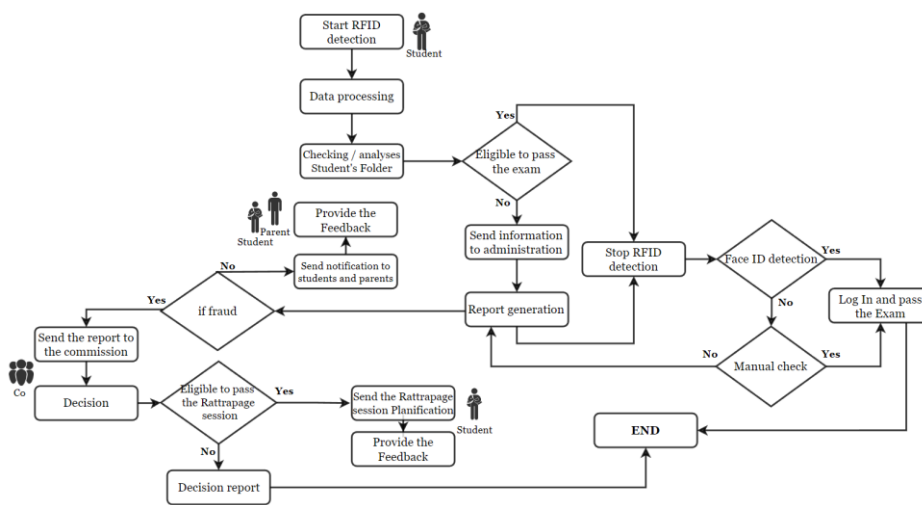 Start RFID
detection
Student
Data processing
Checking / analyses
Student's Folder
Eligible to pass
the exam
Yes
No
Send information
to administration
Report generation
Stop RFID
detection
Face ID detection
Yes
No
Log In and pass
the Exam
Manual check
No
Yes
Provide the
Feedback
Parent
Student
Send notification to
students and parents
No
if fraud
Yes
Send the report to
the commission
Co
Decision
Eligible to pass
the Rattrapage
session
Yes
No
Send the Rattrapage
session Planification
Student
Provide the
Feedback
Decision report
END